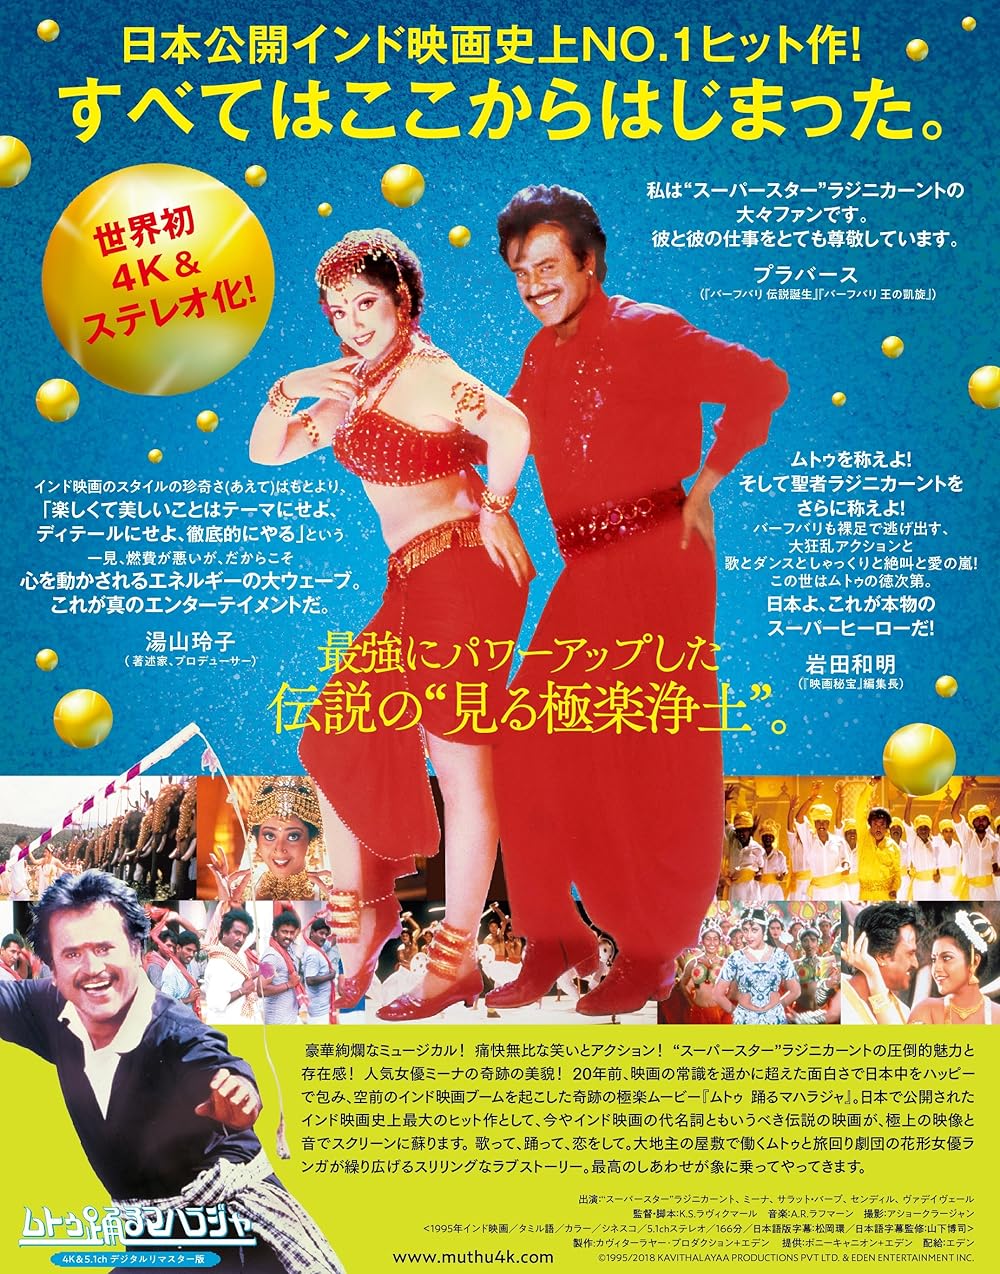 日本公開インド映画史上NO.1ヒット作!
すべてはここからはじまった。
世界初
4K&
ステレオ化!
私は“スーパースター”ラジニカーントの
大々ファンです。
彼と彼の仕事をとても尊敬しています。
プラバース
(『バーフバリ 伝説誕生』『バーフバリ 王の凱旋』)
インド映画のスタイルの珍奇さ(あえて)はもとより、
「楽しくて美しいことはテーマにせよ、
ディテールにせよ、徹底的にやる」という
一見、燃費が悪いが、だからこそ
心を動かされるエネルギーの大ウェーブ。
これが真のエンターテイメントだ。
湯山玲子
(著述家、プロデューサー)
ムトゥを称えよ!
そして聖者ラジニカーントを
さらに称えよ!
バーフバリも裸足で逃げ出す、
大狂乱アクションと
歌とダンスとしゃっくりと絶叫と愛の嵐!
この世はムトゥの徳次第。
日本よ、これが本物の
スーパーヒーローだ!
岩田和明
(『映画秘宝』編集長)
最強にパワーアップした
伝説の“見る極楽浄土”。
豪華絢爛なミュージカル! 痛快無比な笑いとアクション! “スーパースター”ラジニカーントの圧倒的魅力と
存在感! 人気女優ミーナの奇跡の美貌! 20年前、映画の常識を遥かに超えた面白さで日本中をハッピー
で包み、空前のインド映画ブームを起こした奇跡の極楽ムービー『ムトゥ 踊るマハラジャ』。日本で公開された
インド映画史上最大のヒット作として、今やインド映画の代名詞ともいうべき伝説の映画が、極上の映像と
音でスクリーンに蘇ります。歌って、踊って、恋をして。大地主の屋敷で働くムトゥと旅回り劇団の花形女優ラ
ンガが繰り広げるスリリングなラブストーリー。最高のしあわせが象に乗ってやってきます。
ムトゥ踊るマハラジャ
4K&5.1ch デジタルリマスター版
出演:“スーパースター”ラジニカーント、ミーナ、サラット・バーブ、センディル、ヴァデイヴェール
監督・脚本:K.S.ラヴィクマール 音楽:A.R.ラフマーン 撮影:アショークラージャン
<1995年インド映画/タミル語/カラー/シネスコ/5.1chステレオ/166分/日本語版字幕:松岡環/日本語字幕監修:山下博司>
製作:カヴィターラヤー・プロダクション+エデン 提供:ポニーキャニオン+エデン 配給:エデン
www.muthu4k.com
©1995/2018 KAVITHALAYAA PRODUCTIONS PVT LTD. & EDEN ENTERTAINMENT INC.